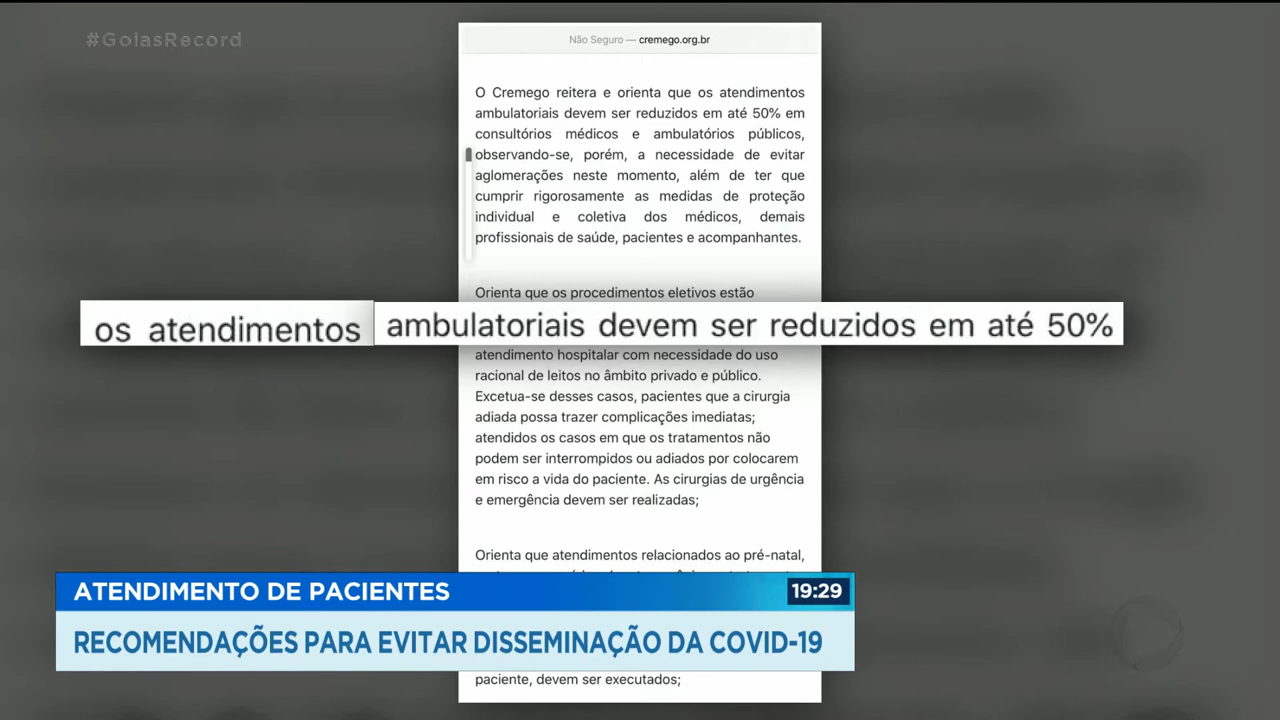 #GoiasRecord
Não Seguro — cremego.org.br
O Cremego reitera e orienta que os atendimentos
ambulatoriais devem ser reduzidos em até 50% em
consultórios médicos e ambulatórios públicos,
observando-se, porém, a necessidade de evitar
aglomerações neste momento, além de ter que
cumprir rigorosamente as medidas de proteção
individual e coletiva dos médicos, demais
profissionais de saúde, pacientes e acompanhantes.
Orienta que os procedimentos eletivos estão
os atendimentos ambulatoriais devem ser reduzidos em até 50%
atendimento hospitalar com necessidade do uso
racional de leitos no âmbito privado e público.
Excetua-se desses casos, pacientes que a cirurgia
adiada possa trazer complicações imediatas;
atendidos os casos em que os tratamentos não
podem ser interrompidos ou adiados por colocarem
em risco a vida do paciente. As cirurgias de urgência
e emergência devem ser realizadas;
Orienta que atendimentos relacionados ao pré-natal,
ATENDIMENTO DE PACIENTES 19:29
RECOMENDAÇÕES PARA EVITAR DISSEMINAÇÃO DA COVID-19
paciente, devem ser executados;